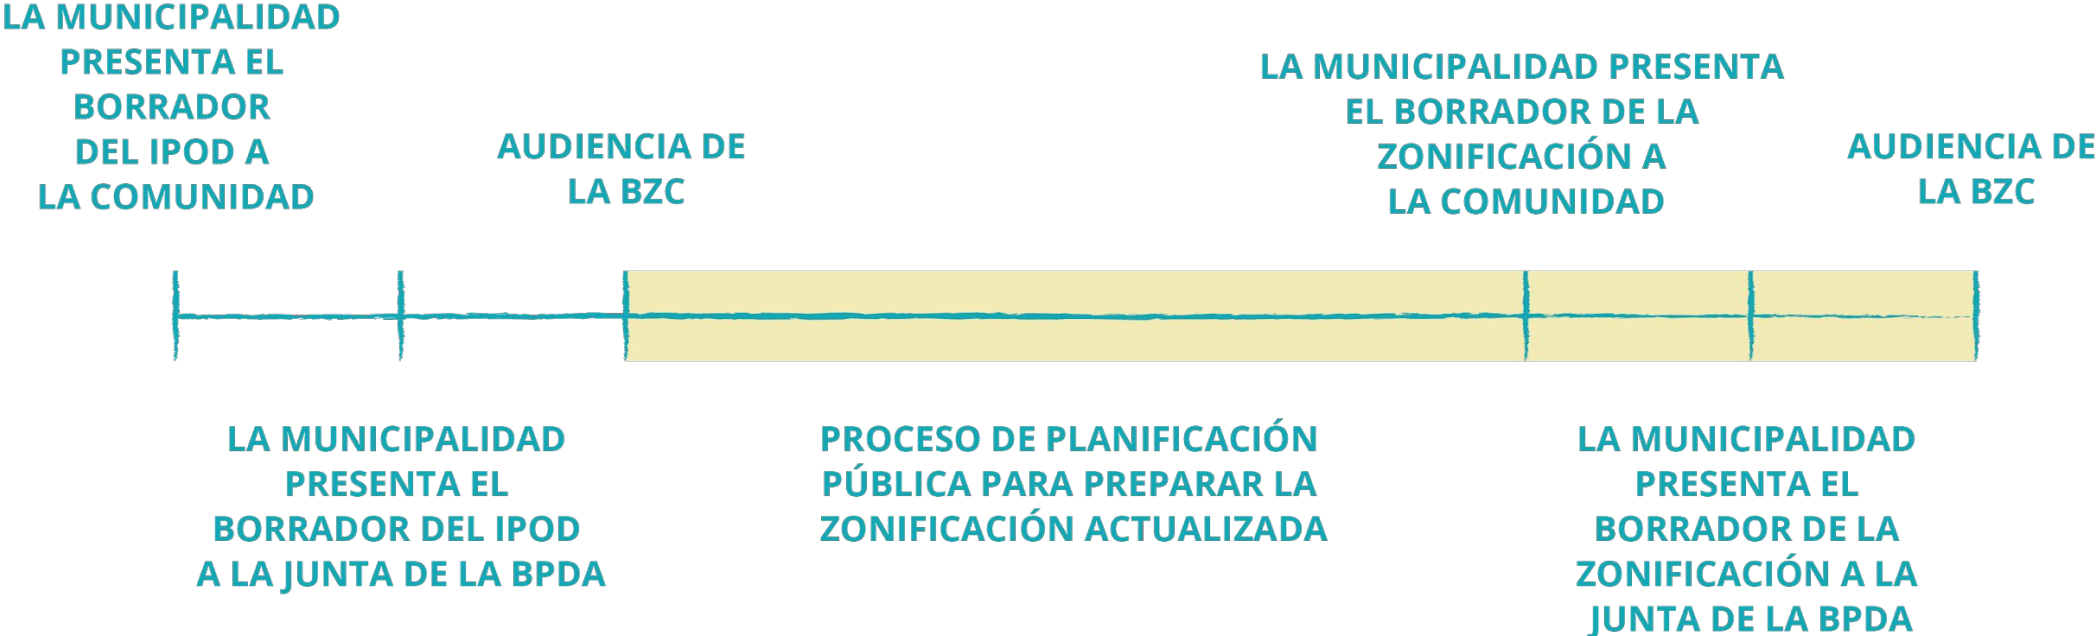 LA MUNICIPALIDAD
PRESENTA EL
BORRADOR
DEL IPOD A
LA COMUNIDAD
AUDIENCIA DE
LA BZC
LA MUNICIPALIDAD PRESENTA
EL BORRADOR DE LA
ZONIFICACIÓN A
LA COMUNIDAD
AUDIENCIA DE
LA BZC
LA MUNICIPALIDAD
PRESENTA EL
BORRADOR DEL IPOD
A LA JUNTA DE LA BPDA
PROCESO DE PLANIFICACIÓN
PÚBLICA PARA PREPARAR LA
ZONIFICACIÓN ACTUALIZADA
LA MUNICIPALIDAD
PRESENTA EL
BORRADOR DE LA
ZONIFICACIÓN A LA
JUNTA DE LA BPDA